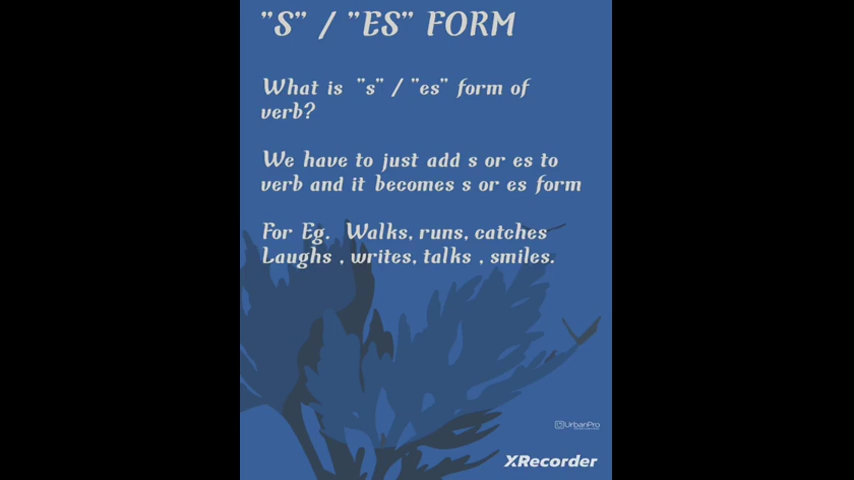 "S" / "ES" FORM
What is "s" / "es" form of
verb?
We have to just add s or es to
verb and it becomes s or es form
For Eg. Walks, runs, catches
Laughs , writes, talks , smiles.
UrbanPro
XRecorder